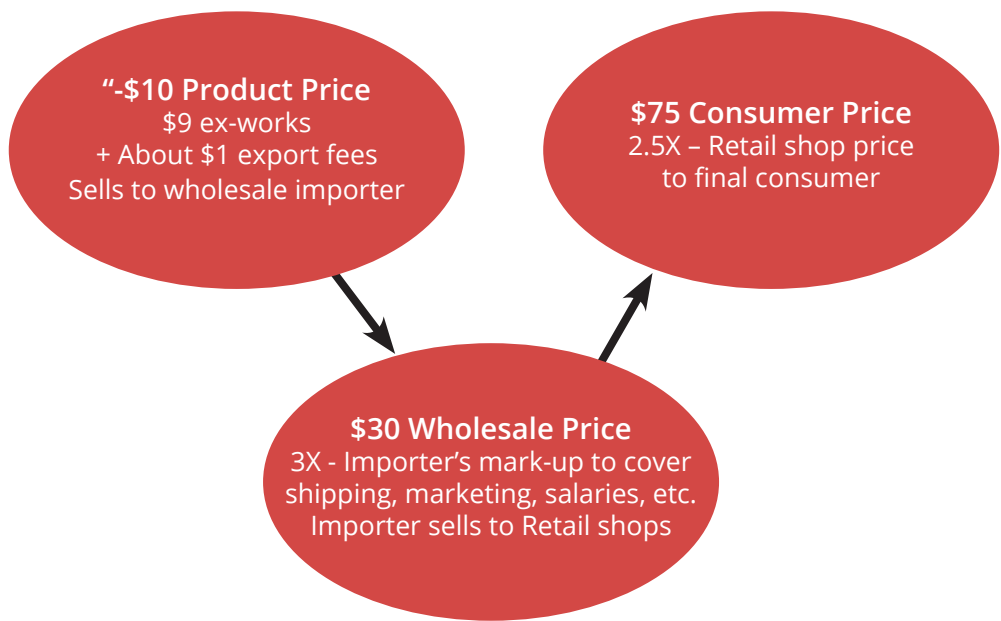 “-$10 Product Price
$9 ex-works
+ About $1 export fees
Sells to wholesale importer
$30 Wholesale Price
3X - Importer’s mark-up to cover
shipping, marketing, salaries, etc.
Importer sells to Retail shops
$75 Consumer Price
2.5X – Retail shop price
to final consumer